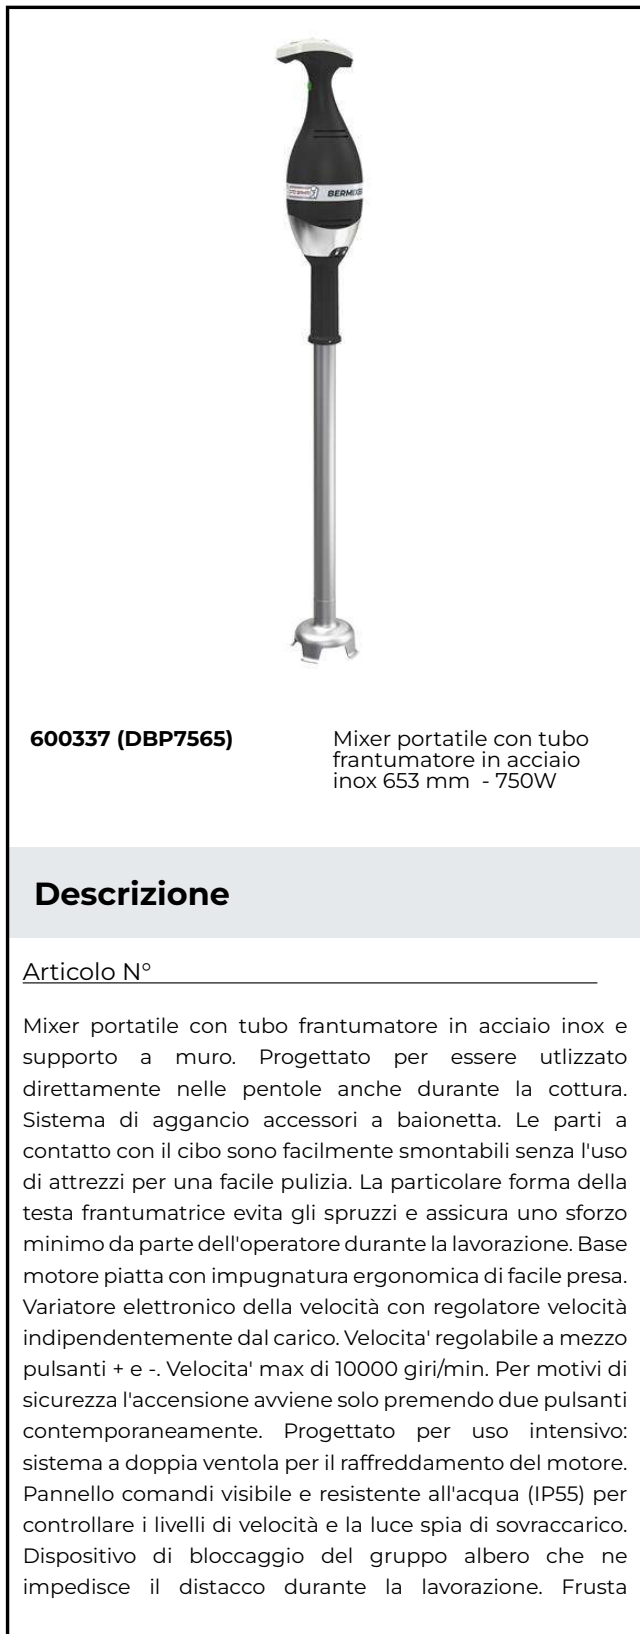 BERMIXER
600337 (DBP7565)
Mixer portatile con tubo
frantumatore in acciaio
inox 653 mm - 750W
Descrizione
Articolo N°
Mixer portatile con tubo frantumatore in acciaio inox e
supporto a muro. Progettato per essere utlizzato
direttamente nelle pentole anche durante la cottura.
Sistema di aggancio accessori a baionetta. Le parti a
contatto con il cibo sono facilmente smontabili senza l'uso
di attrezzi per una facile pulizia. La particolare forma della
testa frantumatrice evita gli spruzzi e assicura uno sforzo
minimo da parte dell'operatore durante la lavorazione. Base
motore piatta con impugnatura ergonomica di facile presa.
Variatore elettronico della velocità con regolatore velocità
indipendentemente dal carico. Velocita' regolabile a mezzo
pulsanti + e -. Velocita' max di 10000 giri/min. Per motivi di
sicurezza l'accensione avviene solo premendo due pulsanti
contemporaneamente. Progettato per uso intensivo:
sistema a doppia ventola per il raffreddamento del motore.
Pannello comandi visibile e resistente all'acqua (IP55) per
controllare i livelli di velocità e la luce spia di sovraccarico.
Dispositivo di bloccaggio del gruppo albero che ne
impedisce il distacco durante la lavorazione. Frusta